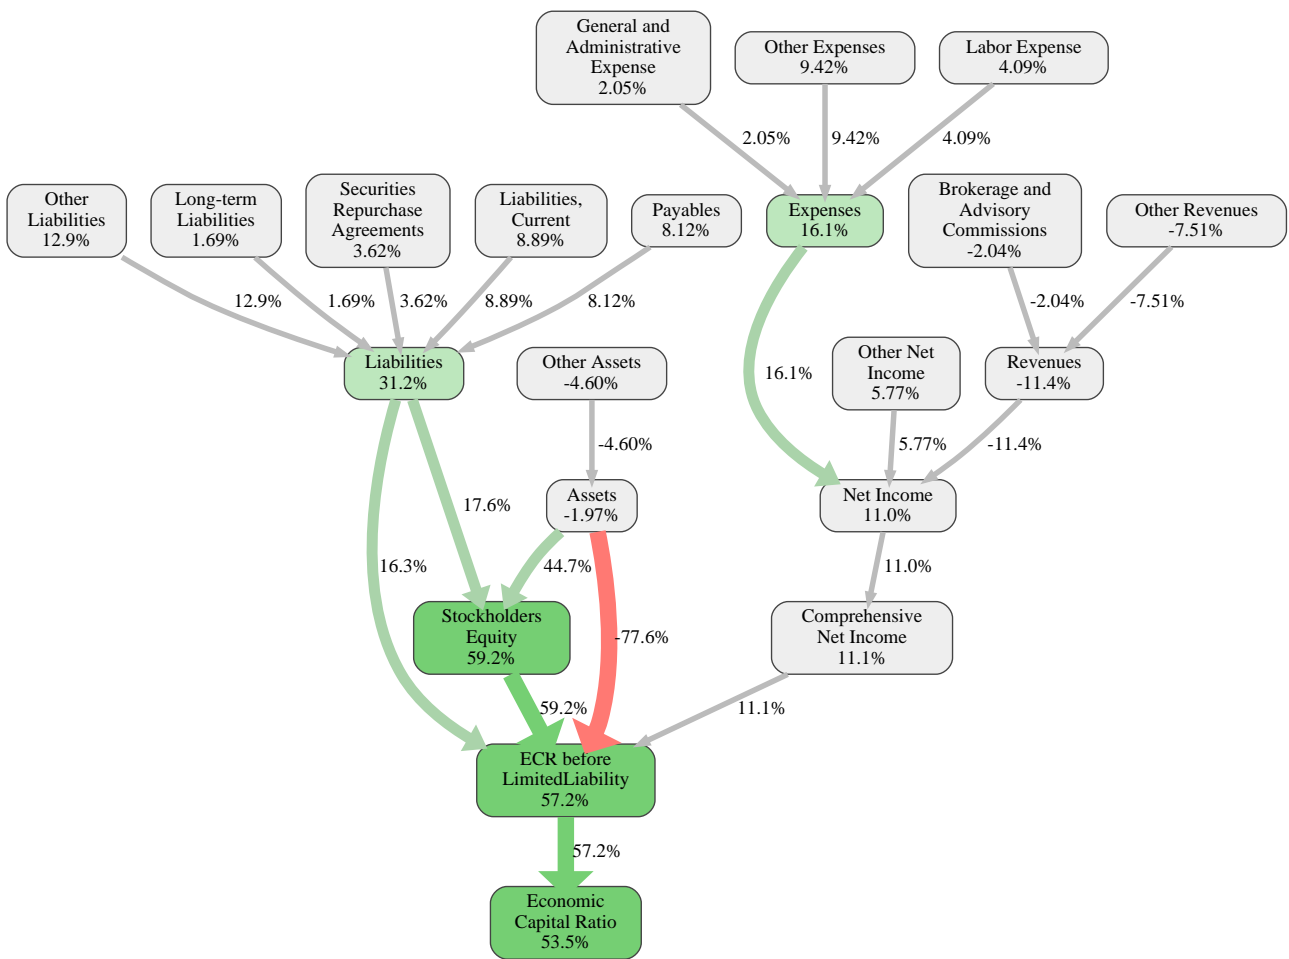 General and
Administrative
Expense
2.05%
Other Expenses
9.42%
Labor Expense
4.09%
2.05%
9.42%
4.09%
Other
Liabilities
12.9%
Long-term
Liabilities
1.69%
Securities
Repurchase
Agreements
3.62%
Liabilities,
Current
8.89%
Payables
8.12%
Expenses
16.1%
Brokerage and
Advisory
Commissions
-2.04%
Other Revenues
-7.51%
12.9%
1.69%
3.62%
8.89%
8.12%
-2.04%
-7.51%
Liabilities
31.2%
Other Assets
-4.60%
16.1%
Other Net
Income
5.77%
Revenues
-11.4%
-4.60%
5.77%
-11.4%
17.6%
Assets
-1.97%
Net Income
11.0%
16.3%
44.7%
11.0%
Stockholders
Equity
59.2%
-77.6%
Comprehensive
Net Income
11.1%
59.2%
11.1%
ECR before
LimitedLiability
57.2%
57.2%
Economic
Capital Ratio
53.5%